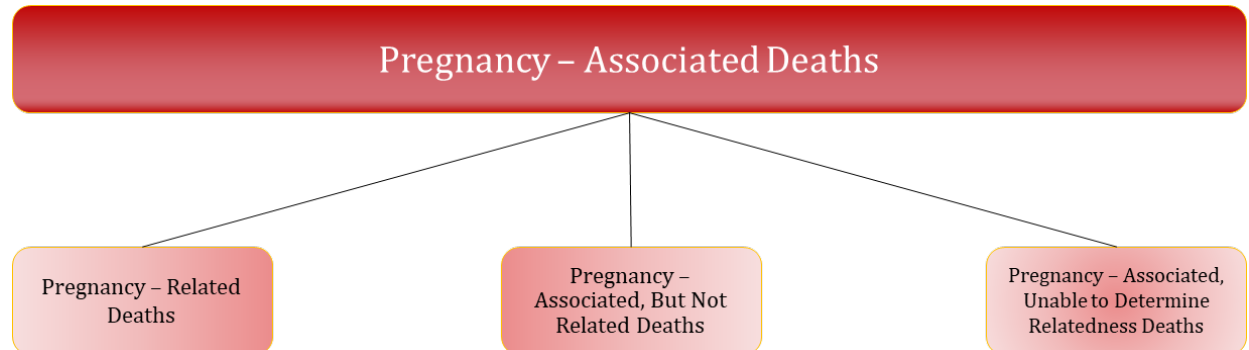 Pregnancy – Associated Deaths
Pregnancy – Related
Deaths
Pregnancy –
Associated, But Not
Related Deaths
Pregnancy – Associated,
Unable to Determine
Relatedness Deaths